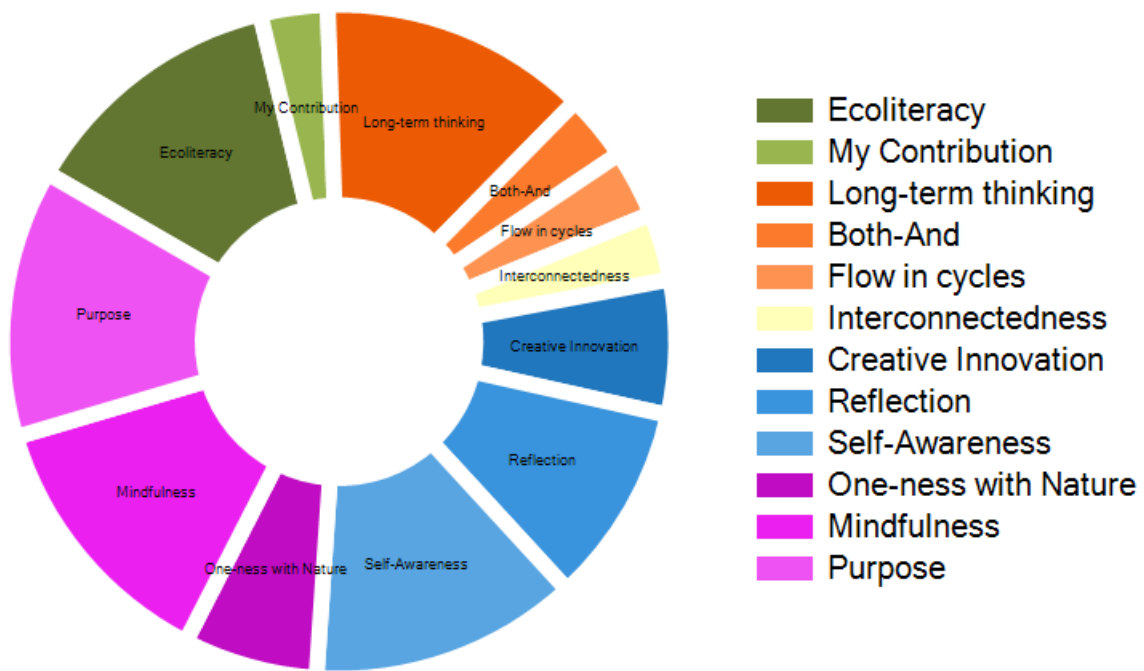 My Contribution
Long-term thinking
Ecoliteracy
Both-And
Flow in cycles
Interconnectedness
Purpose
Creative Innovation
Reflection
Mindfulness
One-ness with Nature
Self-Awareness
Ecoliteracy
My Contribution
Long-term thinking
Both-And
Flow in cycles
Interconnectedness
Creative Innovation
Reflection
Self-Awareness
One-ness with Nature
Mindfulness
Purpose